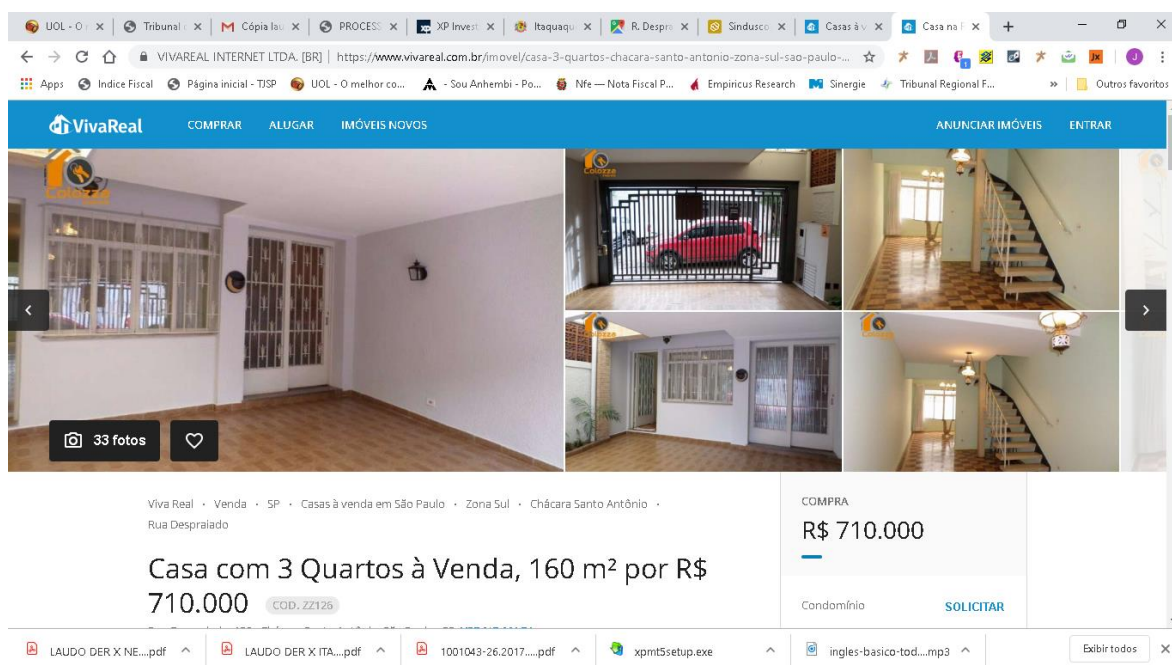 UOL - O
Tribunal
Cópia lau
PROCESS
XP Invest
Itaquaqu
R. Despra
Sindusco
Casas à v
Casa na
VIVAREAL INTERNET LTDA. [BR] | https://www.vivareal.com.br/imovel/casa-3-quartos-chacara-santo-antonio-zona-sul-sao-paulo-...
Apps
Indice Fiscal
Página inicial - TJSP
UOL - O melhor co...
- Sou Anhembi - Po...
Nfe — Nota Fiscal P...
Empiricus Research
Sinergie
Tribunal Regional F...
»
Outros favoritos
VivaReal
COMPRAR
ALUGAR
IMÓVEIS NOVOS
ANUNCIAR IMÓVEIS
ENTRAR
Colozze
33 fotos
Viva Real • Venda • SP • Casas à venda em São Paulo • Zona Sul • Chácara Santo Antônio •
Rua Despraiado
Casa com 3 Quartos à Venda, 160 m² por R$
710.000 COD. ZZ126
COMPRA
R$ 710.000
Condomínio
SOLICITAR
LAUDO DER X NE....pdf
LAUDO DER X ITA....pdf
1001043-26.2017.....pdf
xpmt5setup.exe
ingles-basico-tod....mp3
Exibir todos